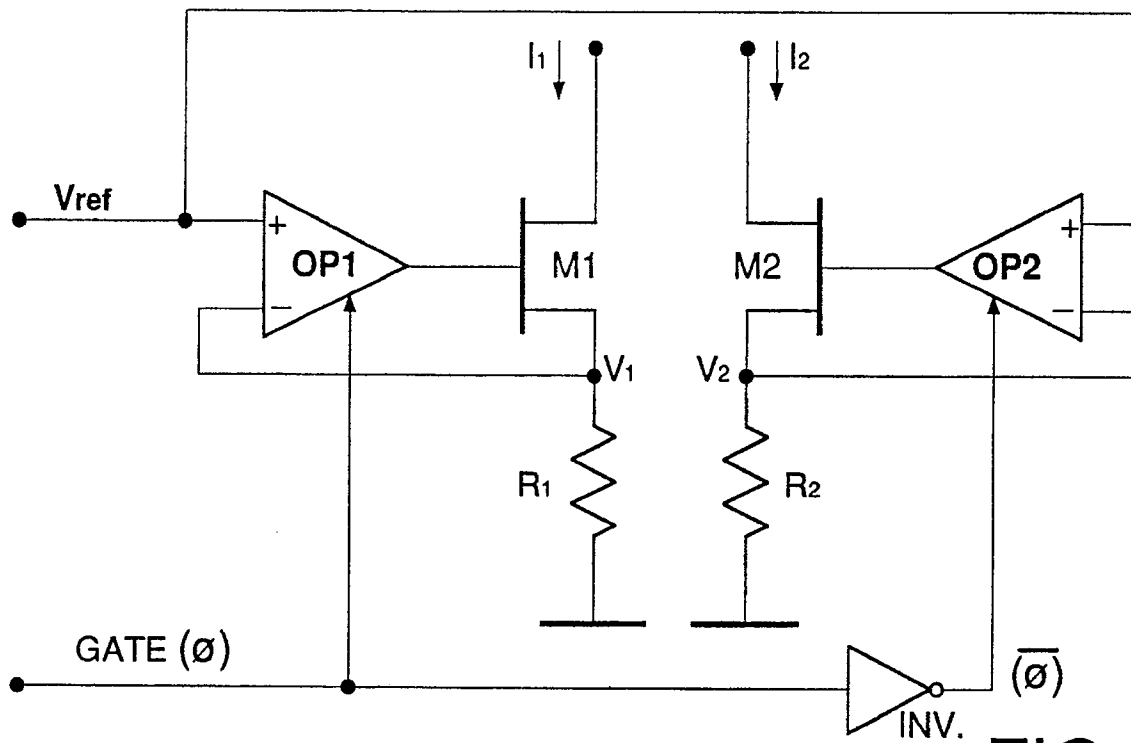 I1
I2
Vref
+
OP1
−
M1
M2
+
OP2
−
V1
V2
R1
R2
GATE (ø)
(ø̅)
INV.